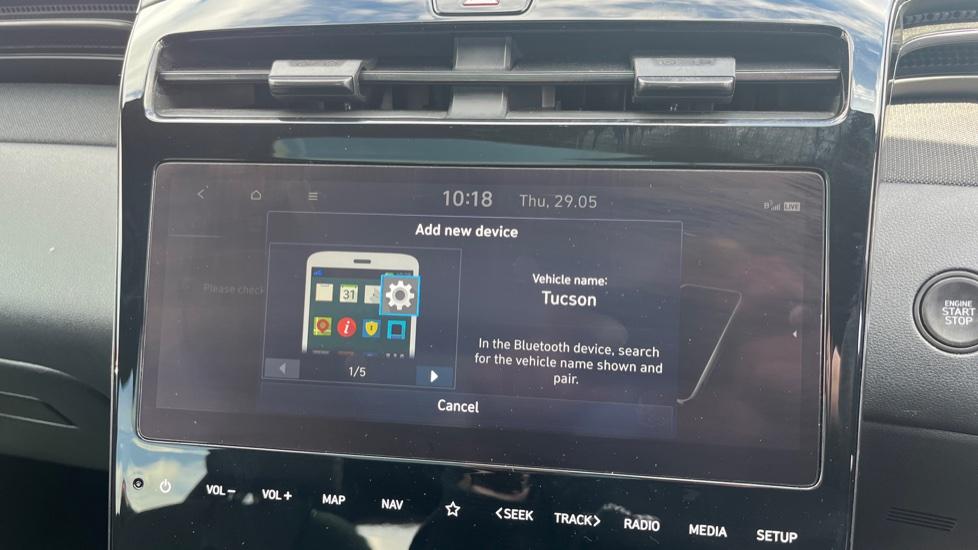 10:18 Thu, 29.05
LIVE
Add new device
Please check
31
Vehicle name:
Tucson
In the Bluetooth device, search
for the vehicle name shown and
pair.
1/5
Cancel
ENGINE
START
STOP
VOL− VOL+ MAP NAV <SEEK TRACK> RADIO MEDIA SETUP